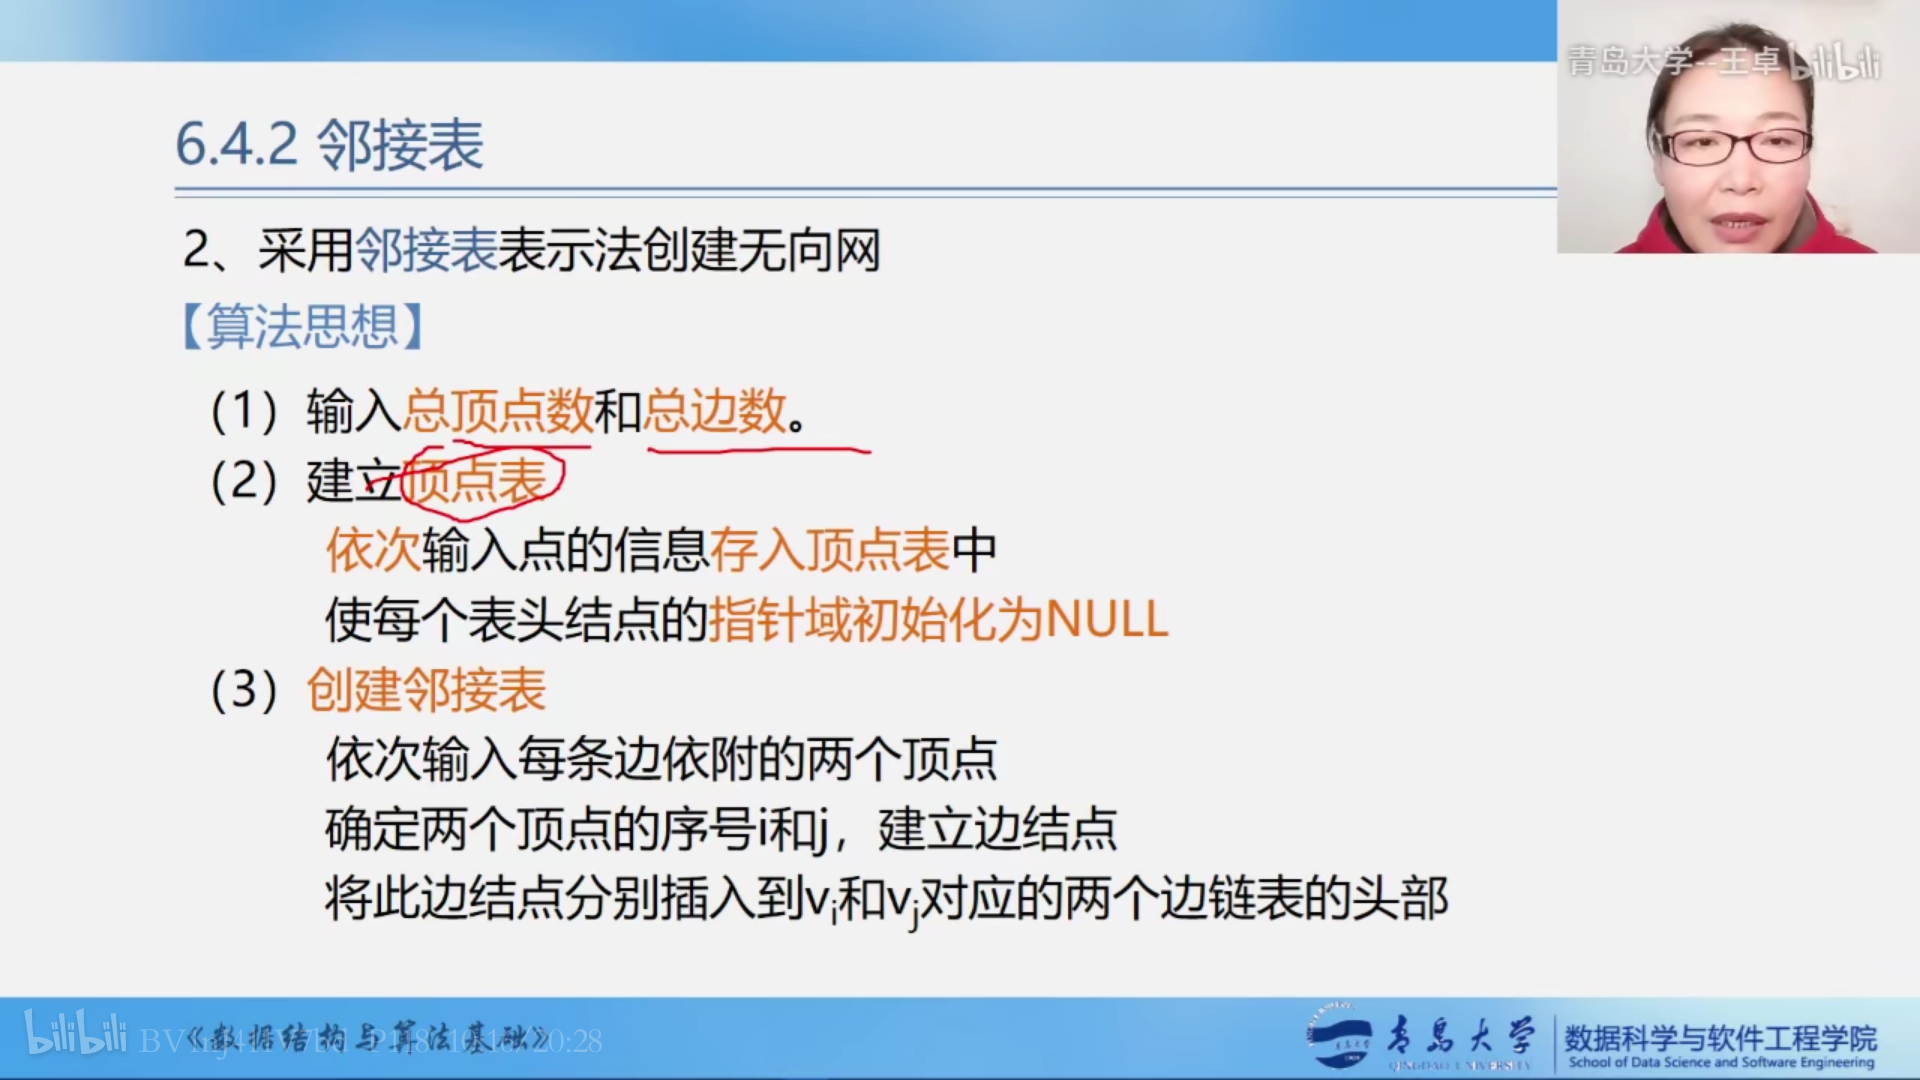 青岛大学--王卓 bilibili
6.4.2 邻接表
2、采用邻接表表示法创建无向网
【算法思想】
（1）输入总顶点数和总边数。
（2）建立顶点表
依次输入点的信息存入顶点表中
使每个表头结点的指针域初始化为NULL
（3）创建邻接表
依次输入每条边依附的两个顶点
确定两个顶点的序号i和j，建立边结点
将此边结点分别插入到vi和vj对应的两个边链表的头部
bilibili
《数据结构与算法基础》
20:28
青岛大学
QINGDAO UNIVERSITY
数据科学与软件工程学院
School of Data Science and Software Engineering